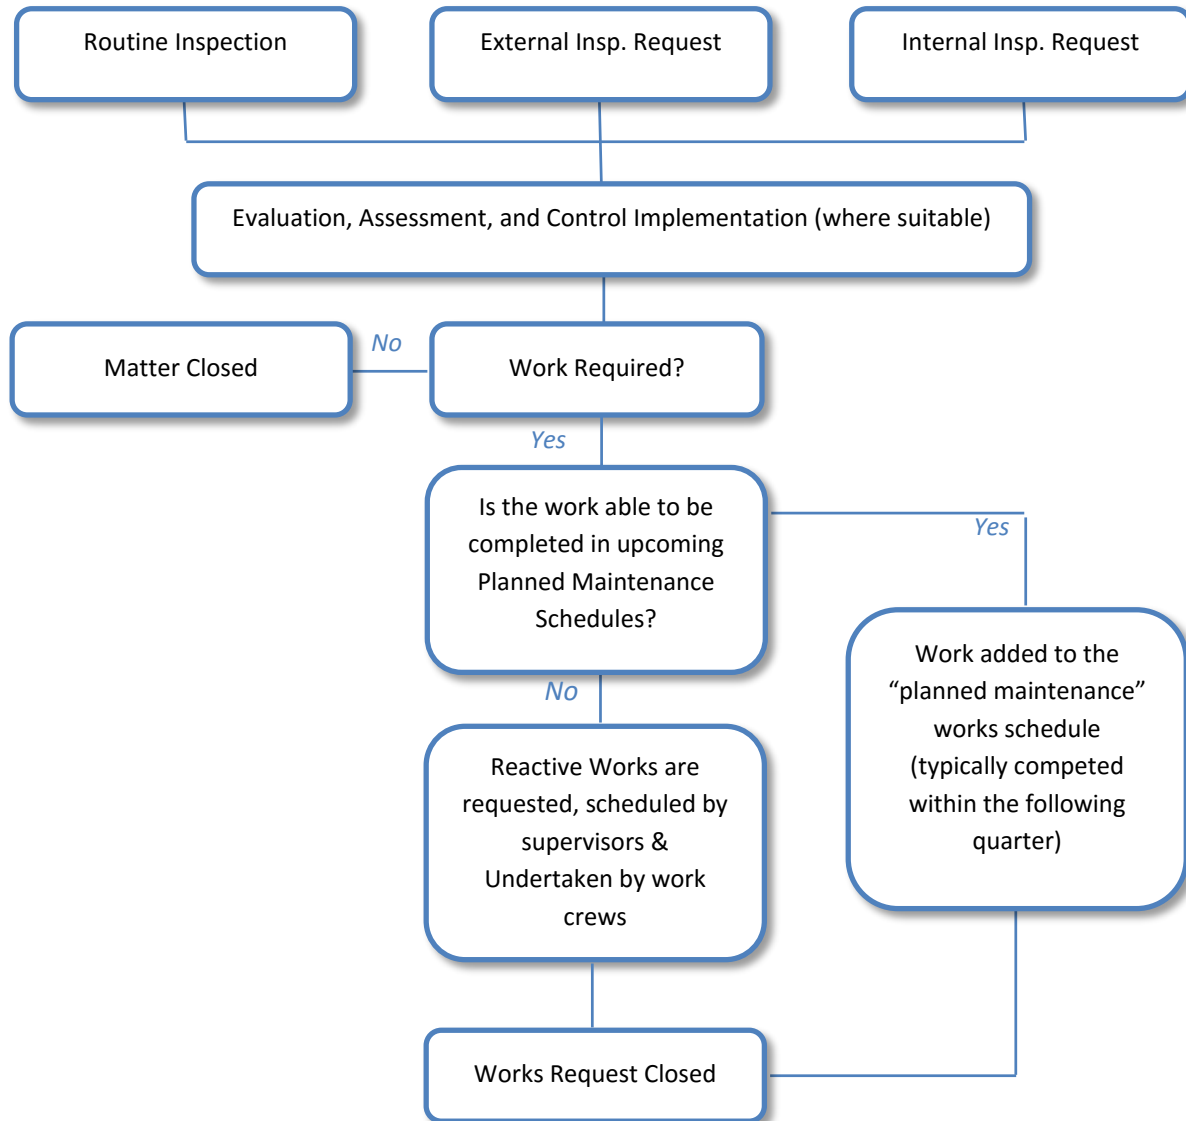 Routine Inspection
External Insp. Request
Internal Insp. Request
Evaluation, Assessment, and Control Implementation (where suitable)
Matter Closed
No
Work Required?
Yes
Is the work able to be
completed in upcoming
Planned Maintenance
Schedules?
Yes
No
Work added to the
“planned maintenance”
works schedule
(typically competed
within the following
quarter)
Reactive Works are
requested, scheduled by
supervisors &
Undertaken by work
crews
Works Request Closed